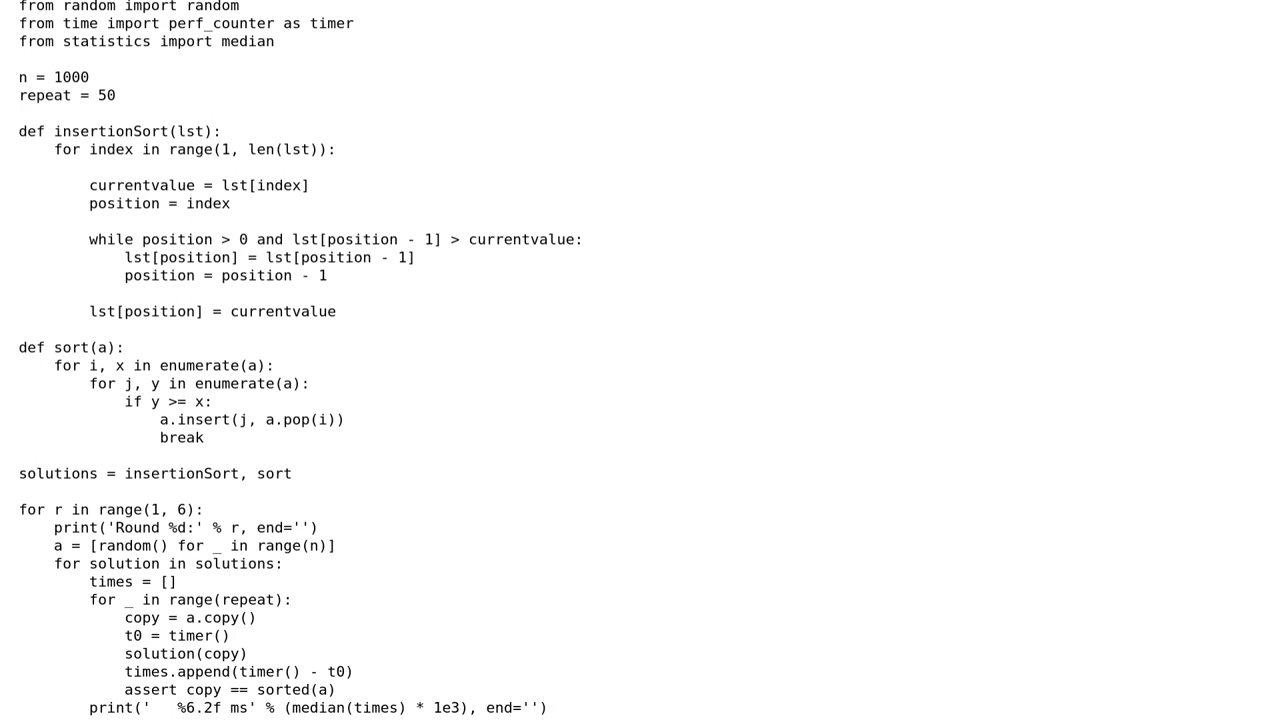 from random import random
from time import perf_counter as timer
from statistics import median

n = 1000
repeat = 50

def insertionSort(lst):
    for index in range(1, len(lst)):

        currentvalue = lst[index]
        position = index

        while position > 0 and lst[position - 1] > currentvalue:
            lst[position] = lst[position - 1]
            position = position - 1

        lst[position] = currentvalue

def sort(a):
    for i, x in enumerate(a):
        for j, y in enumerate(a):
            if y >= x:
                a.insert(j, a.pop(i))
                break

solutions = insertionSort, sort

for r in range(1, 6):
    print('Round %d:' % r, end='')
    a = [random() for _ in range(n)]
    for solution in solutions:
        times = []
        for _ in range(repeat):
            copy = a.copy()
            t0 = timer()
            solution(copy)
            times.append(timer() - t0)
            assert copy == sorted(a)
        print('   %6.2f ms' % (median(times) * 1e3), end='')